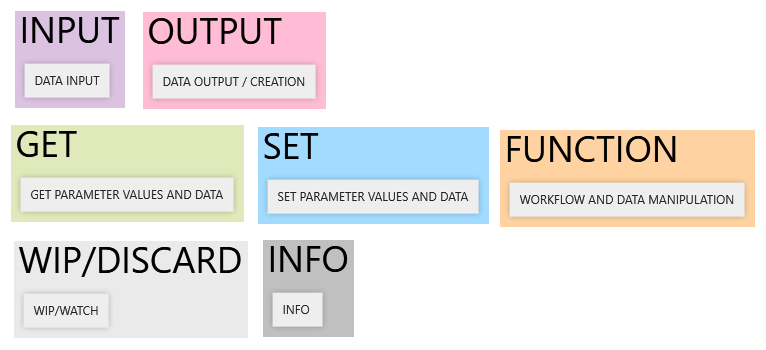 INPUT
DATA INPUT
OUTPUT
DATA OUTPUT / CREATION
GET
GET PARAMETER VALUES AND DATA
SET
SET PARAMETER VALUES AND DATA
FUNCTION
WORKFLOW AND DATA MANIPULATION
WIP/DISCARD
WIP/WATCH
INFO
INFO